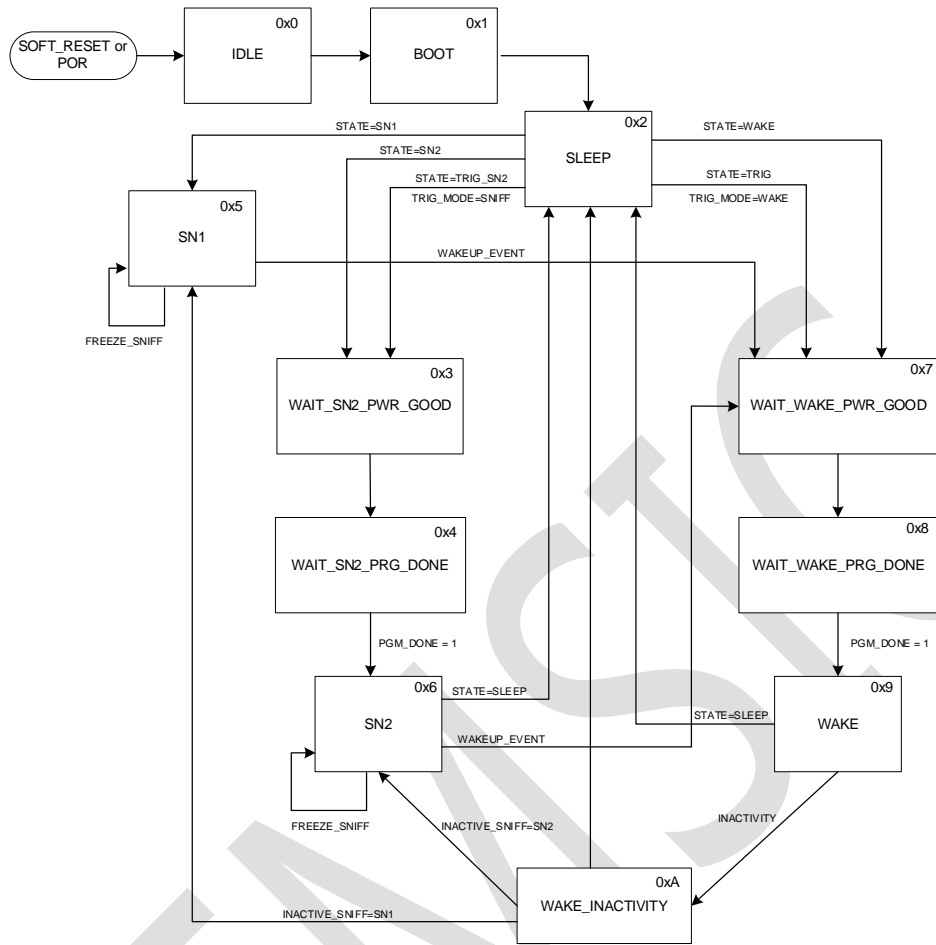 SOFT_RESET or
POR
0x0
IDLE
0x1
BOOT
0x2
SLEEP
STATE=SN1
STATE=SN2
STATE=TRIG_SN2
TRIG_MODE=SNIFF
STATE=WAKE
STATE=TRIG
TRIG_MODE=WAKE
0x5
SN1
FREEZE_SNIFF
WAKEUP_EVENT
0x3
WAIT_SN2_PWR_GOOD
0x7
WAIT_WAKE_PWR_GOOD
0x4
WAIT_SN2_PRG_DONE
0x8
WAIT_WAKE_PRG_DONE
PGM_DONE = 1
PGM_DONE = 1
0x6
SN2
STATE=SLEEP
WAKEUP_EVENT
FREEZE_SNIFF
STATE=SLEEP
0x9
WAKE
INACTIVE_SNIFF=SN2
INACTIVITY
0xA
WAKE_INACTIVITY
INACTIVE_SNIFF=SN1